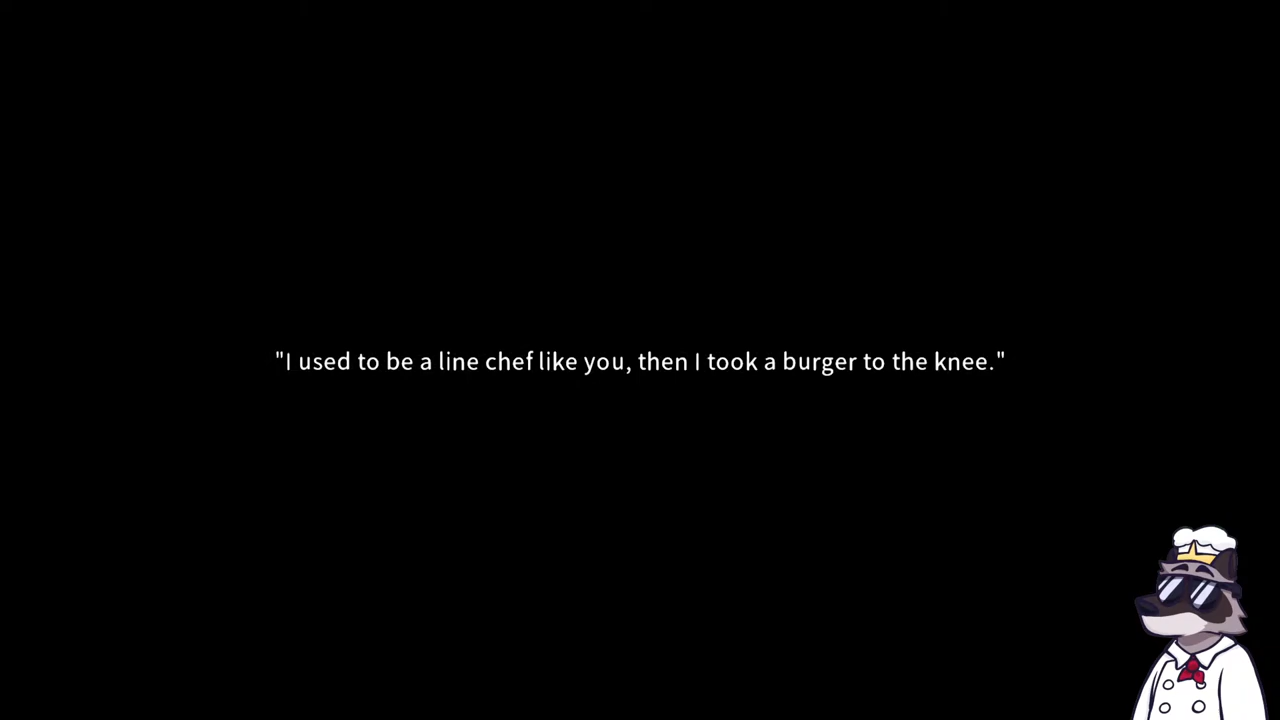 "I used to be a line chef like you, then I took a burger to the knee."